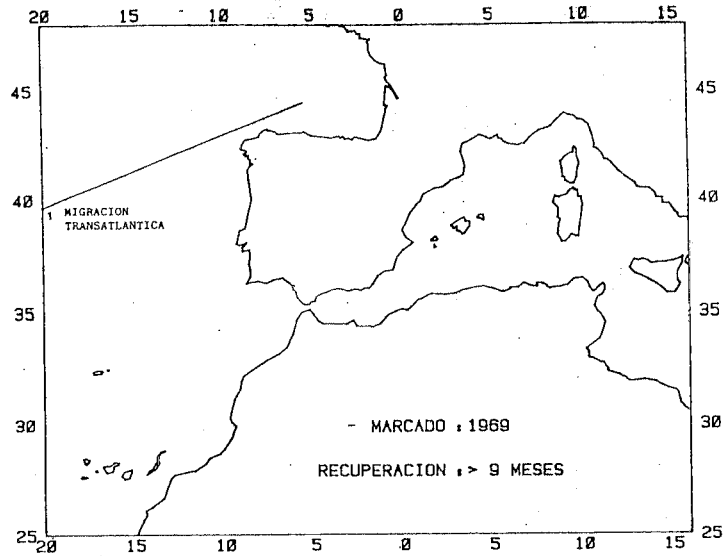 20 15 10 5 0 5 10 15
45 45
40 40
1 MIGRACION
TRANSATLANTICA
35 35
30 30
- MARCADO : 1969
RECUPERACION : > 9 MESES
25 25
20 15 10 5 0 5 10 15